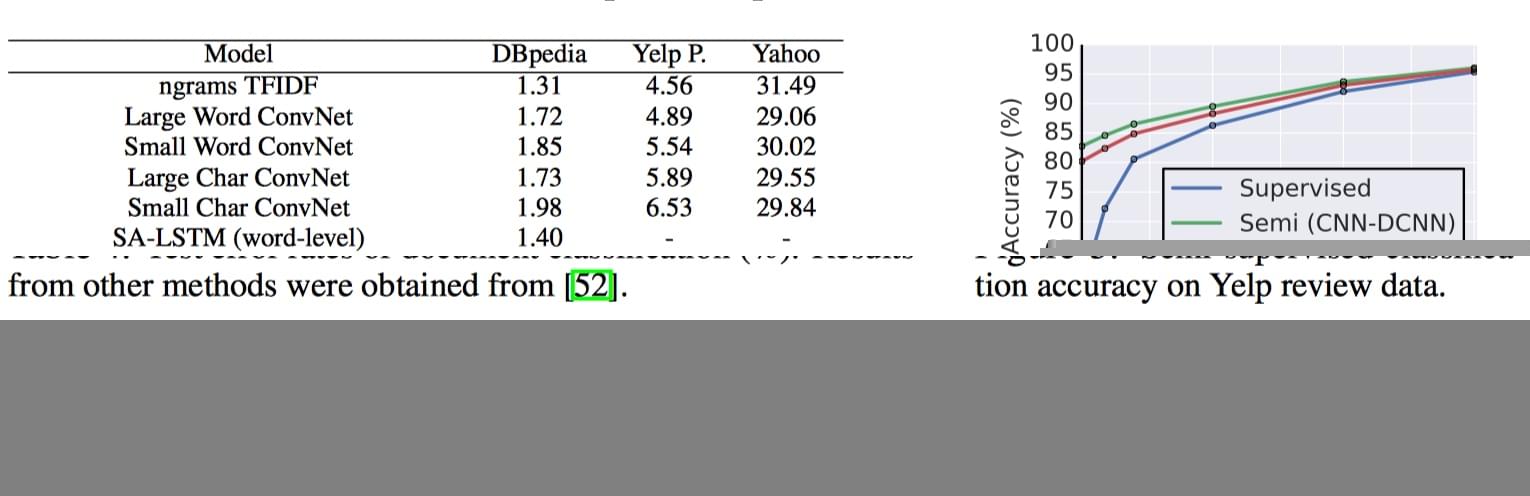 Model DBpedia Yelp P. Yahoo
ngrams TFIDF 1.31 4.56 31.49
Large Word ConvNet 1.72 4.89 29.06
Small Word ConvNet 1.85 5.54 30.02
Large Char ConvNet 1.73 5.89 29.55
Small Char ConvNet 1.98 6.53 29.84
SA-LSTM (word-level) 1.40 - -
from other methods were obtained from [52].
100
95
90
85
80
75
70
Accuracy (%)
Supervised
Semi (CNN-DCNN)
tion accuracy on Yelp review data.